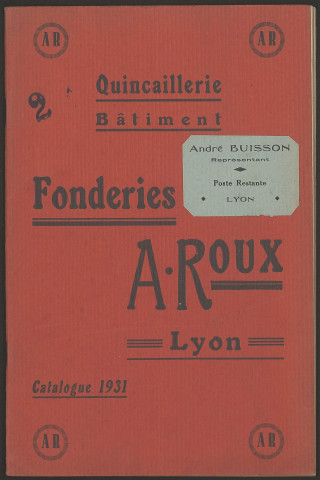 AR AR
2
Quincaillerie
Bâtiment
André BUISSON
Représentant
Poste Restante
LYON
Fonderies
A. ROUX
Lyon
Catalogue 1931
AR AR